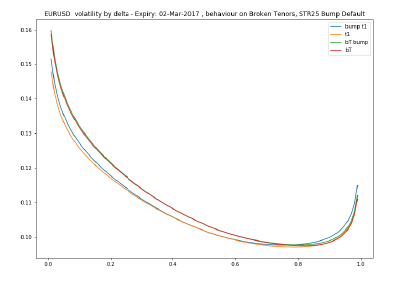 EURUSD volatility by delta - Expiry: 02-Mar-2017 , behaviour on Broken Tenors, STR25 Bump Default
0.16
0.15
0.14
0.13
0.12
0.11
0.10
0.0
0.2
0.4
0.6
0.8
1.0
bump t1
t1
bT bump
bT